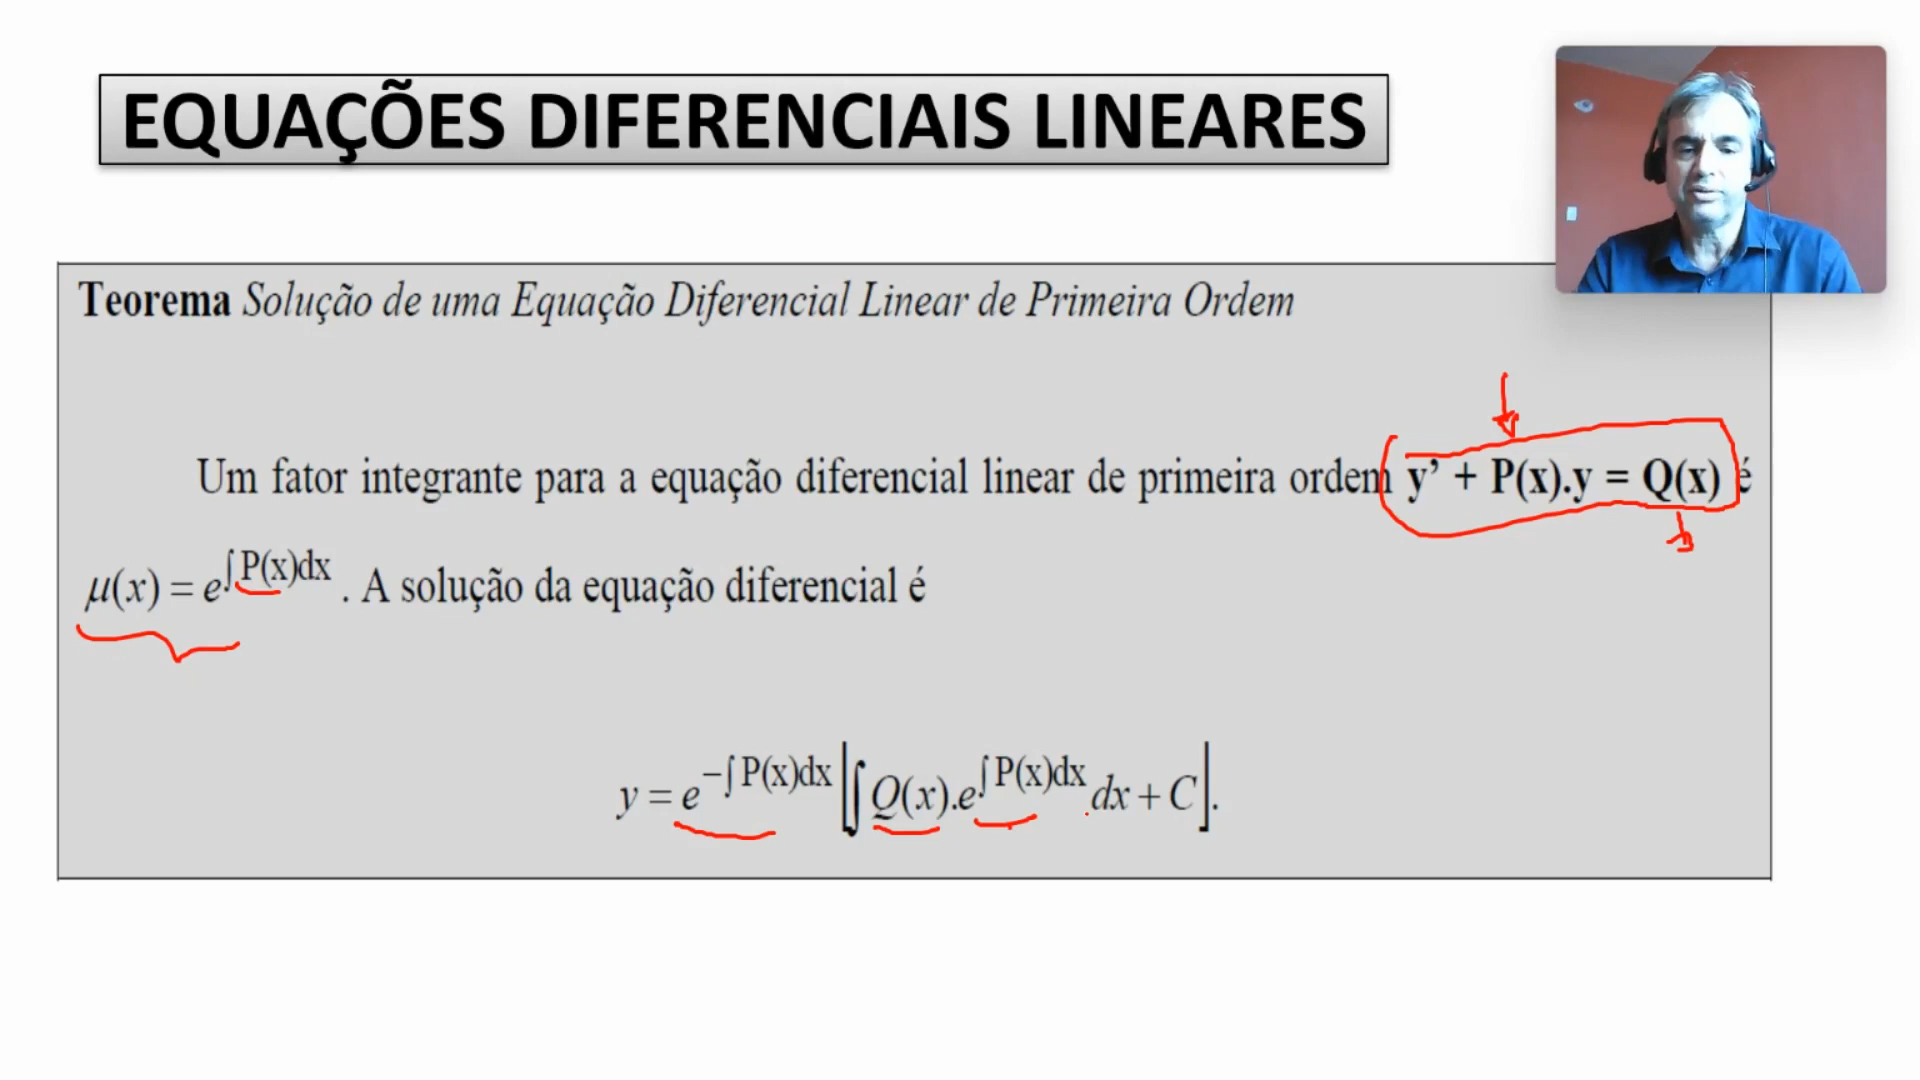 EQUAÇÕES DIFERENCIAIS LINEARES
Teorema Solução de uma Equação Diferencial Linear de Primeira Ordem
Um fator integrante para a equação diferencial linear de primeira ordem y’ + P(x).y = Q(x) é
μ(x) = e^∫P(x)dx . A solução da equação diferencial é
y = e^−∫P(x)dx [∫Q(x).e^∫P(x)dx dx + C].